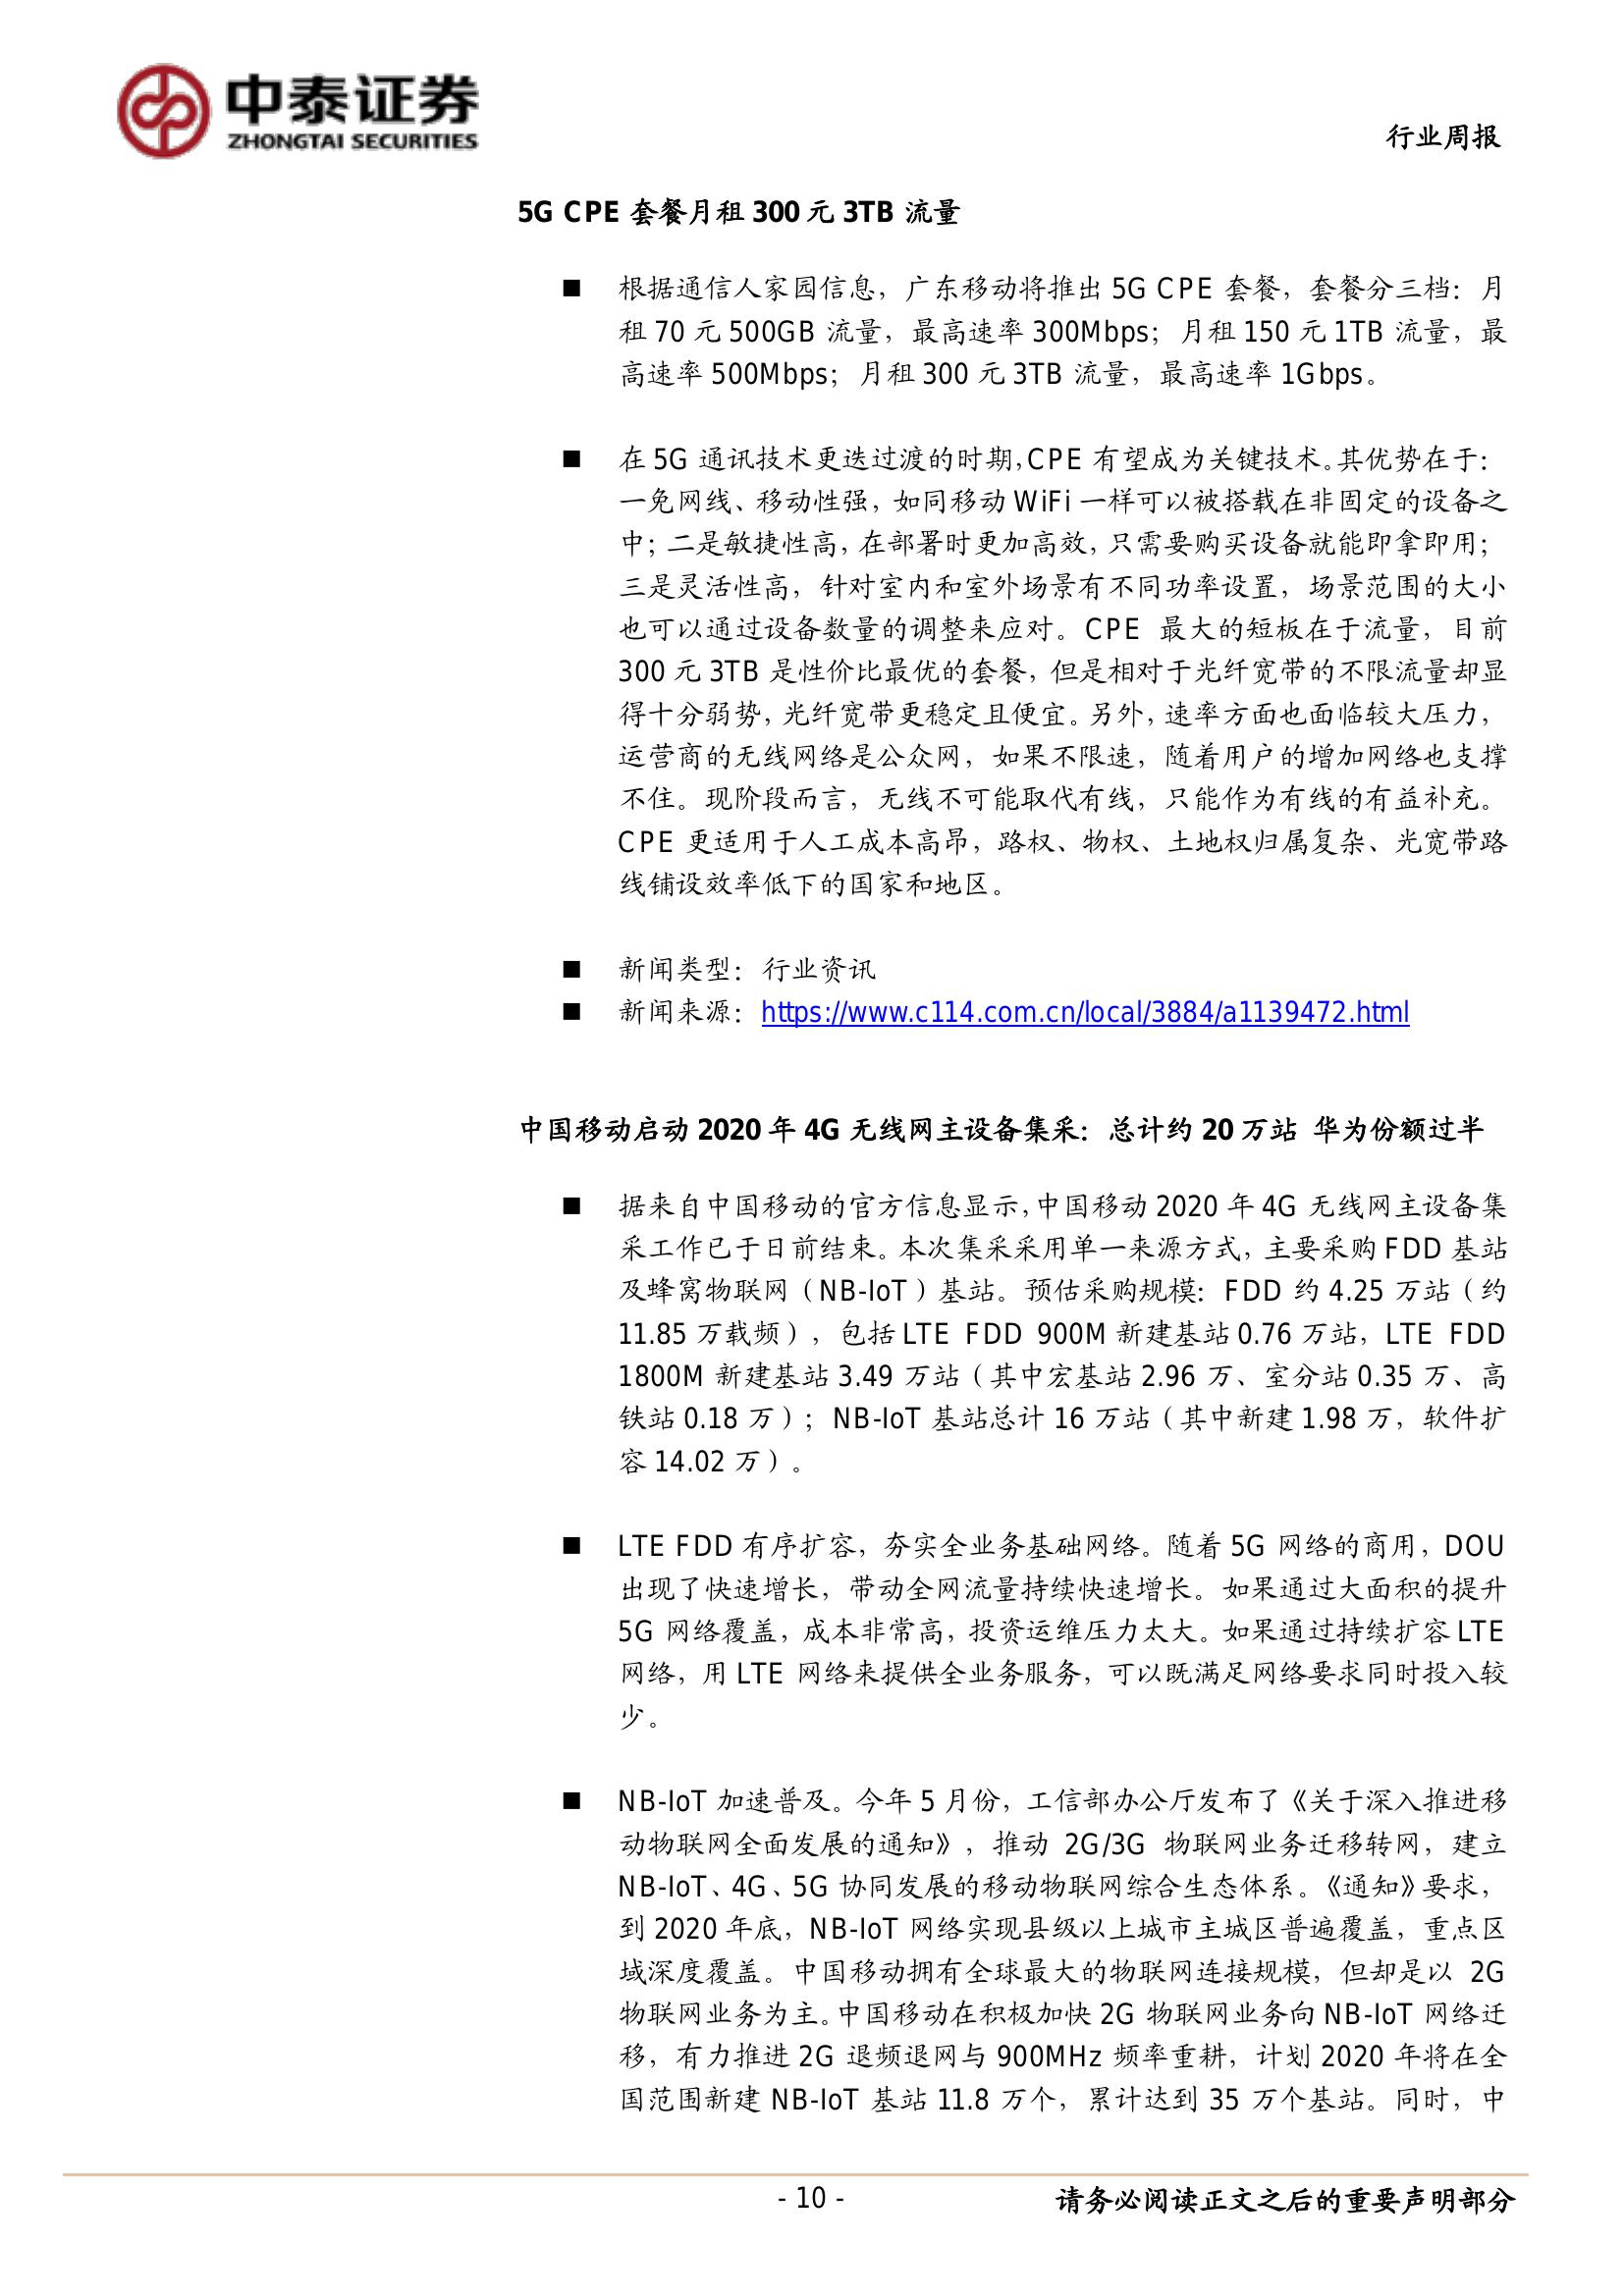 中泰证券
ZHONGTAI SECURITIES
行业周报
5G CPE 套餐月租 300 元 3TB 流量
■ 根据通信人家园信息，广东移动将推出 5G CPE 套餐，套餐分三档：月
租 70 元 500GB 流量，最高速率 300Mbps；月租 150 元 1TB 流量，最
高速率 500Mbps；月租 300 元 3TB 流量，最高速率 1Gbps。
■ 在 5G 通讯技术更迭过渡的时期，CPE 有望成为关键技术。其优势在于：
一免网线、移动性强，如同移动 WiFi 一样可以被搭载在非固定的设备之
中；二是敏捷性高，在部署时更加高效，只需要购买设备就能即拿即用；
三是灵活性高，针对室内和室外场景有不同功率设置，场景范围的大小
也可以通过设备数量的调整来应对。CPE 最大的短板在于流量，目前
300 元 3TB 是性价比最优的套餐，但是相对于光纤宽带的不限流量却显
得十分弱势，光纤宽带更稳定且便宜。另外，速率方面也面临较大压力，
运营商的无线网络是公众网，如果不限速，随着用户的增加网络也支撑
不住。现阶段而言，无线不可能取代有线，只能作为有线的有益补充。
CPE 更适用于人工成本高昂，路权、物权、土地权归属复杂、光宽带路
线铺设效率低下的国家和地区。
■ 新闻类型：行业资讯
■ 新闻来源：https://www.c114.com.cn/local/3884/a1139472.html
中国移动启动 2020 年 4G 无线网主设备集采：总计约 20 万站 华为份额过半
■ 据来自中国移动的官方信息显示，中国移动 2020 年 4G 无线网主设备集
采工作已于日前结束。本次集采采用单一来源方式，主要采购 FDD 基站
及蜂窝物联网（NB-IoT）基站。预估采购规模：FDD 约 4.25 万站（约
11.85 万载频），包括 LTE FDD 900M 新建基站 0.76 万站，LTE FDD
1800M 新建基站 3.49 万站（其中宏基站 2.96 万、室分站 0.35 万、高
铁站 0.18 万）；NB-IoT 基站总计 16 万站（其中新建 1.98 万，软件扩
容 14.02 万）。
■ LTE FDD 有序扩容，夯实全业务基础网络。随着 5G 网络的商用，DOU
出现了快速增长，带动全网流量持续快速增长。如果通过大面积的提升
5G 网络覆盖，成本非常高，投资运维压力太大。如果通过持续扩容 LTE
网络，用 LTE 网络来提供全业务服务，可以既满足网络要求同时投入较
少。
■ NB-IoT 加速普及。今年 5 月份，工信部办公厅发布了《关于深入推进移
动物联网全面发展的通知》，推动 2G/3G 物联网业务迁移转网，建立
NB-IoT、4G、5G 协同发展的移动物联网综合生态体系。《通知》要求，
到 2020 年底，NB-IoT 网络实现县级以上城市主城区普遍覆盖，重点区
域深度覆盖。中国移动拥有全球最大的物联网连接规模，但却是以 2G
物联网业务为主。中国移动在积极加快 2G 物联网业务向 NB-IoT 网络迁
移，有力推进 2G 退频退网与 900MHz 频率重耕，计划 2020 年将在全
国范围新建 NB-IoT 基站 11.8 万个，累计达到 35 万个基站。同时，中
- 10 -
请务必阅读正文之后的重要声明部分